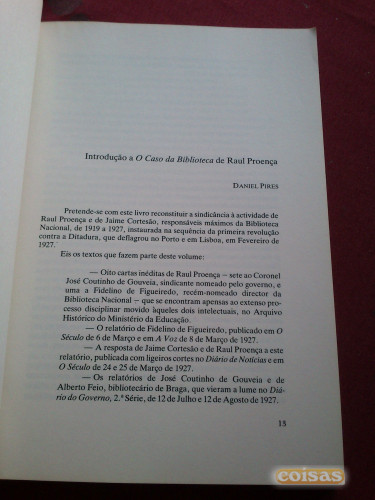 Introdução a O Caso da Biblioteca de Raul Proença
DANIEL PIRES
Pretende-se com este livro reconstituir a sindicância à actividade de
Raul Proença e de Jaime Cortesão, responsáveis máximos da Biblioteca
Nacional, de 1919 a 1927, instaurada na sequência da primeira revolução
contra a Ditadura, que deflagrou no Porto e em Lisboa, em Fevereiro de
1927.
Eis os textos que fazem parte deste volume:
— Oito cartas inéditas de Raul Proença — sete ao Coronel
José Coutinho de Gouveia, sindicante nomeado pelo governo, e
uma a Fidelino de Figueiredo, recém-nomeado director da
Biblioteca Nacional — que se encontram apensas ao extenso pro-
cesso disciplinar movido àqueles dois intelectuais, no Arquivo
Histórico do Ministério da Educação.
— O relatório de Fidelino de Figueiredo, publicado em O
Século de 6 de Março e em A Voz de 8 de Março de 1927.
— A resposta de Jaime Cortesão e de Raul Proença a este
relatório, publicada com ligeiros cortes no Diário de Notícias e em
O Século de 24 e 25 de Março de 1927.
— Os relatórios de José Coutinho de Gouveia e de
Alberto Feio, bibliotecário de Braga, que vieram a lume no Diá-
rio do Governo, 2.ª Série, de 12 de Julho e 12 de Agosto de 1927.
13
coisas